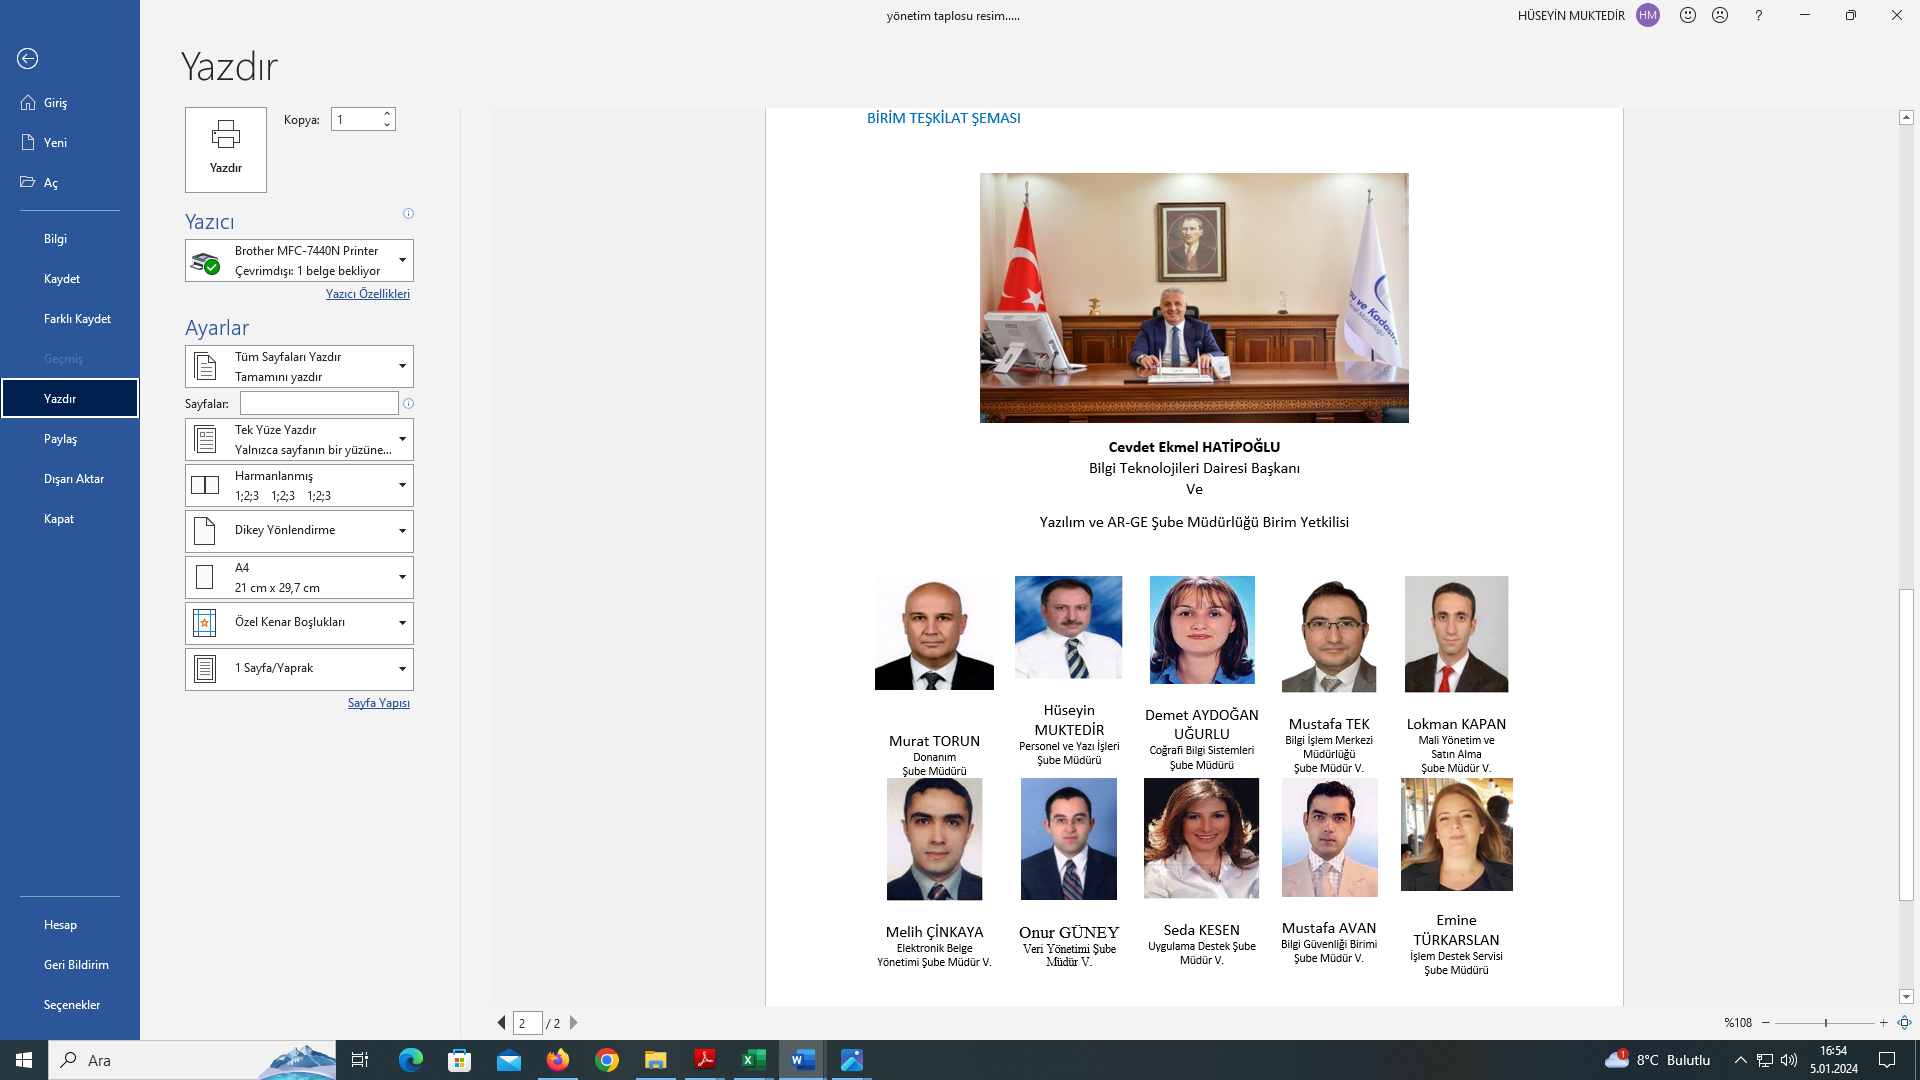 yönetim taplosu resim.....
HÜSEYİN MUKTEDİR
HM
?
Yazdır
Giriş
Yeni
Aç
Bilgi
Kaydet
Farklı Kaydet
Geçmiş
Yazdır
Paylaş
Dışarı Aktar
Kapat
Hesap
Geri Bildirim
Seçenekler
Yazdır
Kopya:
1
Yazıcı
Brother MFC-7440N Printer
Çevrimdışı: 1 belge bekliyor
Yazıcı Özellikleri
Ayarlar
Tüm Sayfaları Yazdır
Tamamını yazdır
Sayfalar:
Tek Yüze Yazdır
Yalnızca sayfanın bir yüzüne...
Harmanlanmış
1;2;3 1;2;3 1;2;3
Dikey Yönlendirme
A4
21 cm x 29,7 cm
Özel Kenar Boşlukları
1 Sayfa/Yaprak
Sayfa Yapısı
BİRİM TEŞKİLAT ŞEMASI
pu ve Kadastro
Genel Müdürlüğü
msi
Cevdet Ekmel HATİPOĞLU
Bilgi Teknolojileri Dairesi Başkanı
Ve
Yazılım ve AR-GE Şube Müdürlüğü Birim Yetkilisi
Murat TORUN
Donanım
Şube Müdürü
Hüseyin
MUKTEDİR
Personel ve Yazı İşleri
Şube Müdürü
Demet AYDOĞAN
UĞURLU
Coğrafi Bilgi Sistemleri
Şube Müdürü
Mustafa TEK
Bilgi İşlem Merkezi
Müdürlüğü
Şube Müdür V.
Lokman KAPAN
Mali Yönetim ve
Satın Alma
Şube Müdür V.
Melih ÇİNKAYA
Elektronik Belge
Yönetimi Şube Müdür V.
Onur GÜNEY
Veri Yönetimi Şube
Müdür V.
Seda KESEN
Uygulama Destek Şube
Müdür V.
Mustafa AVAN
Bilgi Güvenliği Birimi
Şube Müdür V.
Emine
TÜRKARSLAN
İşlem Destek Servisi
Şube Müdürü
2 / 2
%108
Ara
1
8°C Bulutlu
16:54
5.01.2024